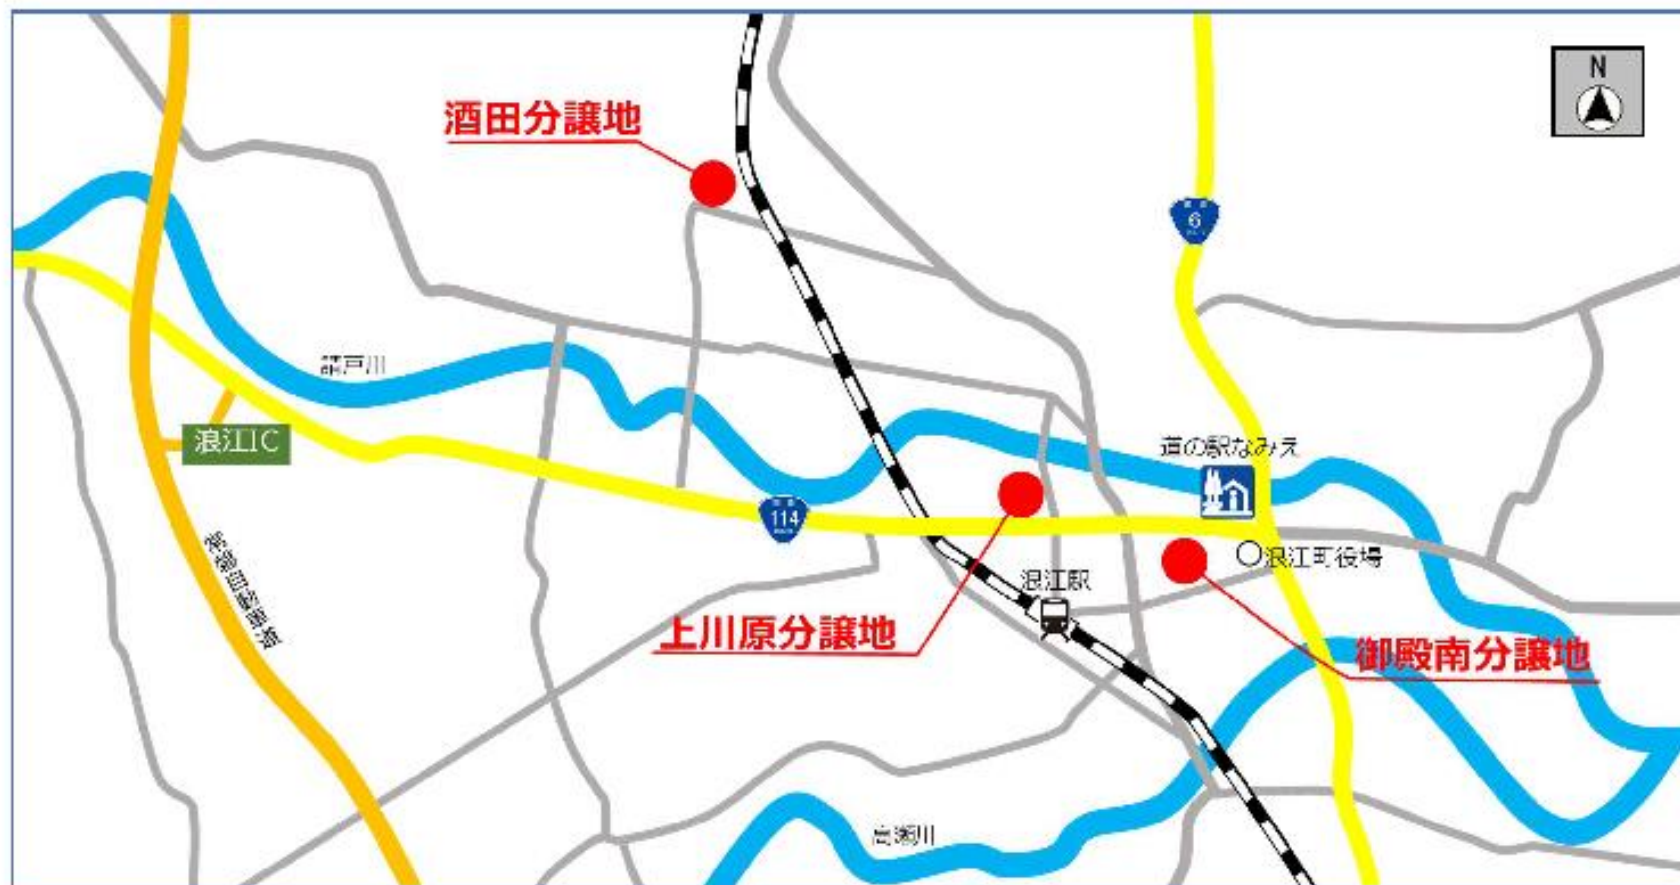 N
酒田分譲地
6
請戸川
道の駅なみえ
浪江IC
114
浪江町役場
常磐自動車道
浪江駅
上川原分譲地
御殿南分譲地
高瀬川